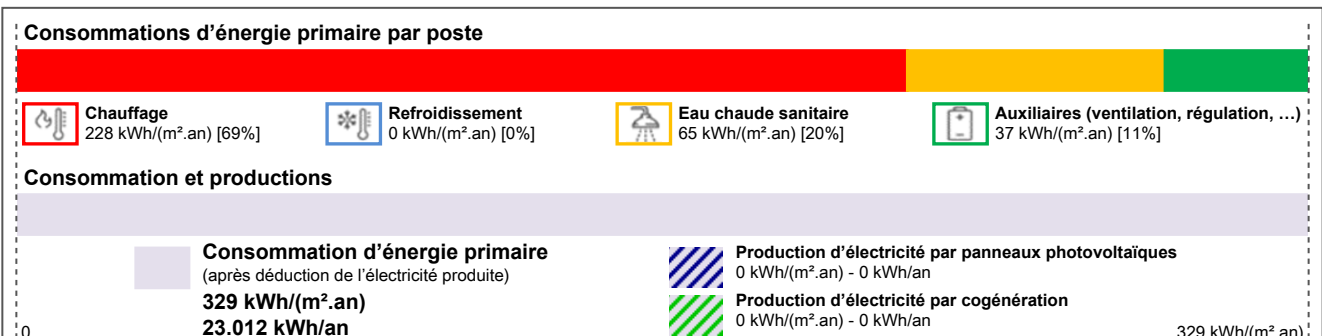 Consommations d’énergie primaire par poste
Chauffage
228 kWh/(m².an) [69%]
Refroidissement
0 kWh/(m².an) [0%]
Eau chaude sanitaire
65 kWh/(m².an) [20%]
Auxiliaires (ventilation, régulation, …)
37 kWh/(m².an) [11%]
Consommation et productions
Consommation d’énergie primaire
(après déduction de l’électricité produite)
329 kWh/(m².an)
23.012 kWh/an
Production d’électricité par panneaux photovoltaïques
0 kWh/(m².an) - 0 kWh/an
Production d’électricité par cogénération
0 kWh/(m².an) - 0 kWh/an
0
329 kWh/(m².an)